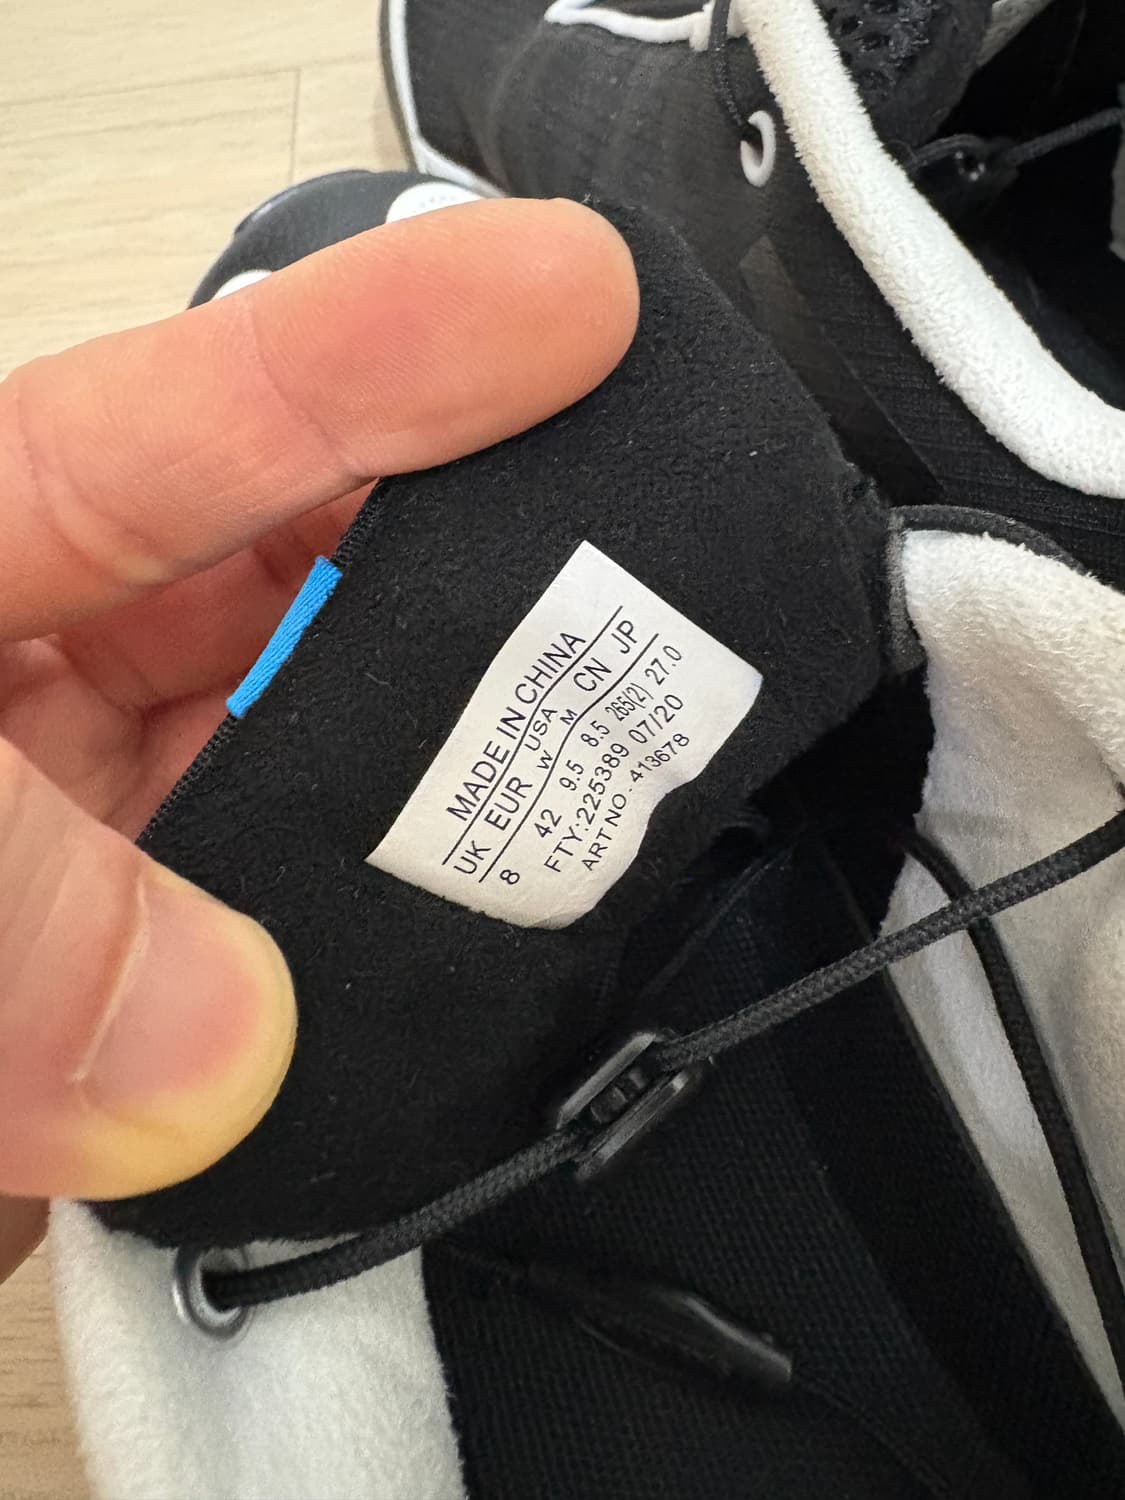 MADE IN CHINA
UK EUR USA CN JP
W M
8 42 9.5 8.5 265(2) 27.0
FTY:225389 07/20
ART NO. 413678